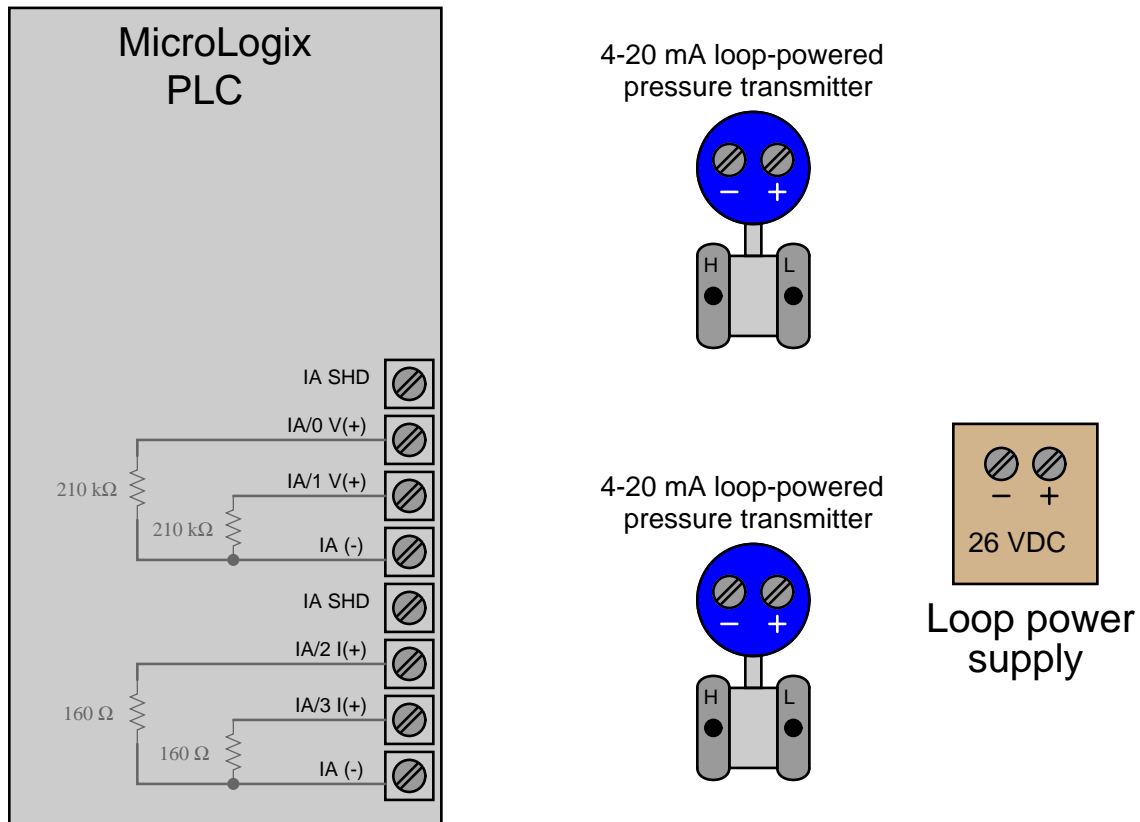 MicroLogix
PLC
IA SHD
IA/0 V(+)
210 kΩ
IA/1 V(+)
210 kΩ
IA (-)
IA SHD
IA/2 I(+)
160 Ω
IA/3 I(+)
160 Ω
IA (-)
4-20 mA loop-powered
pressure transmitter
− +
H L
4-20 mA loop-powered
pressure transmitter
− +
H L
− +
26 VDC
Loop power
supply